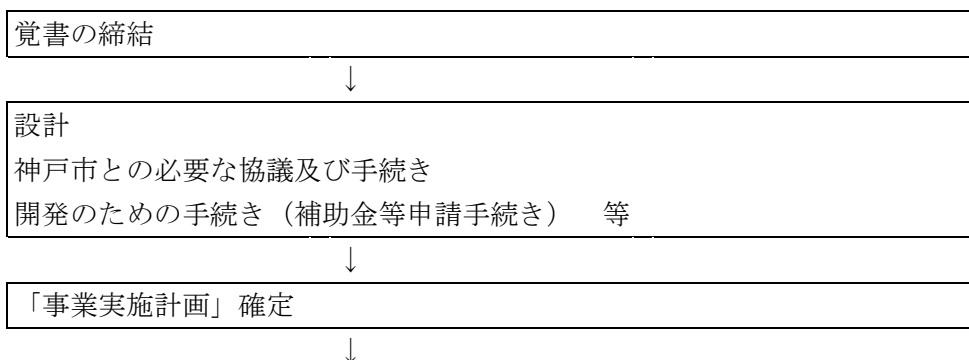 覚書の締結
↓
設計
神戸市との必要な協議及び手続き
開発のための手続き（補助金等申請手続き）　等
↓
「事業実施計画」確定
↓